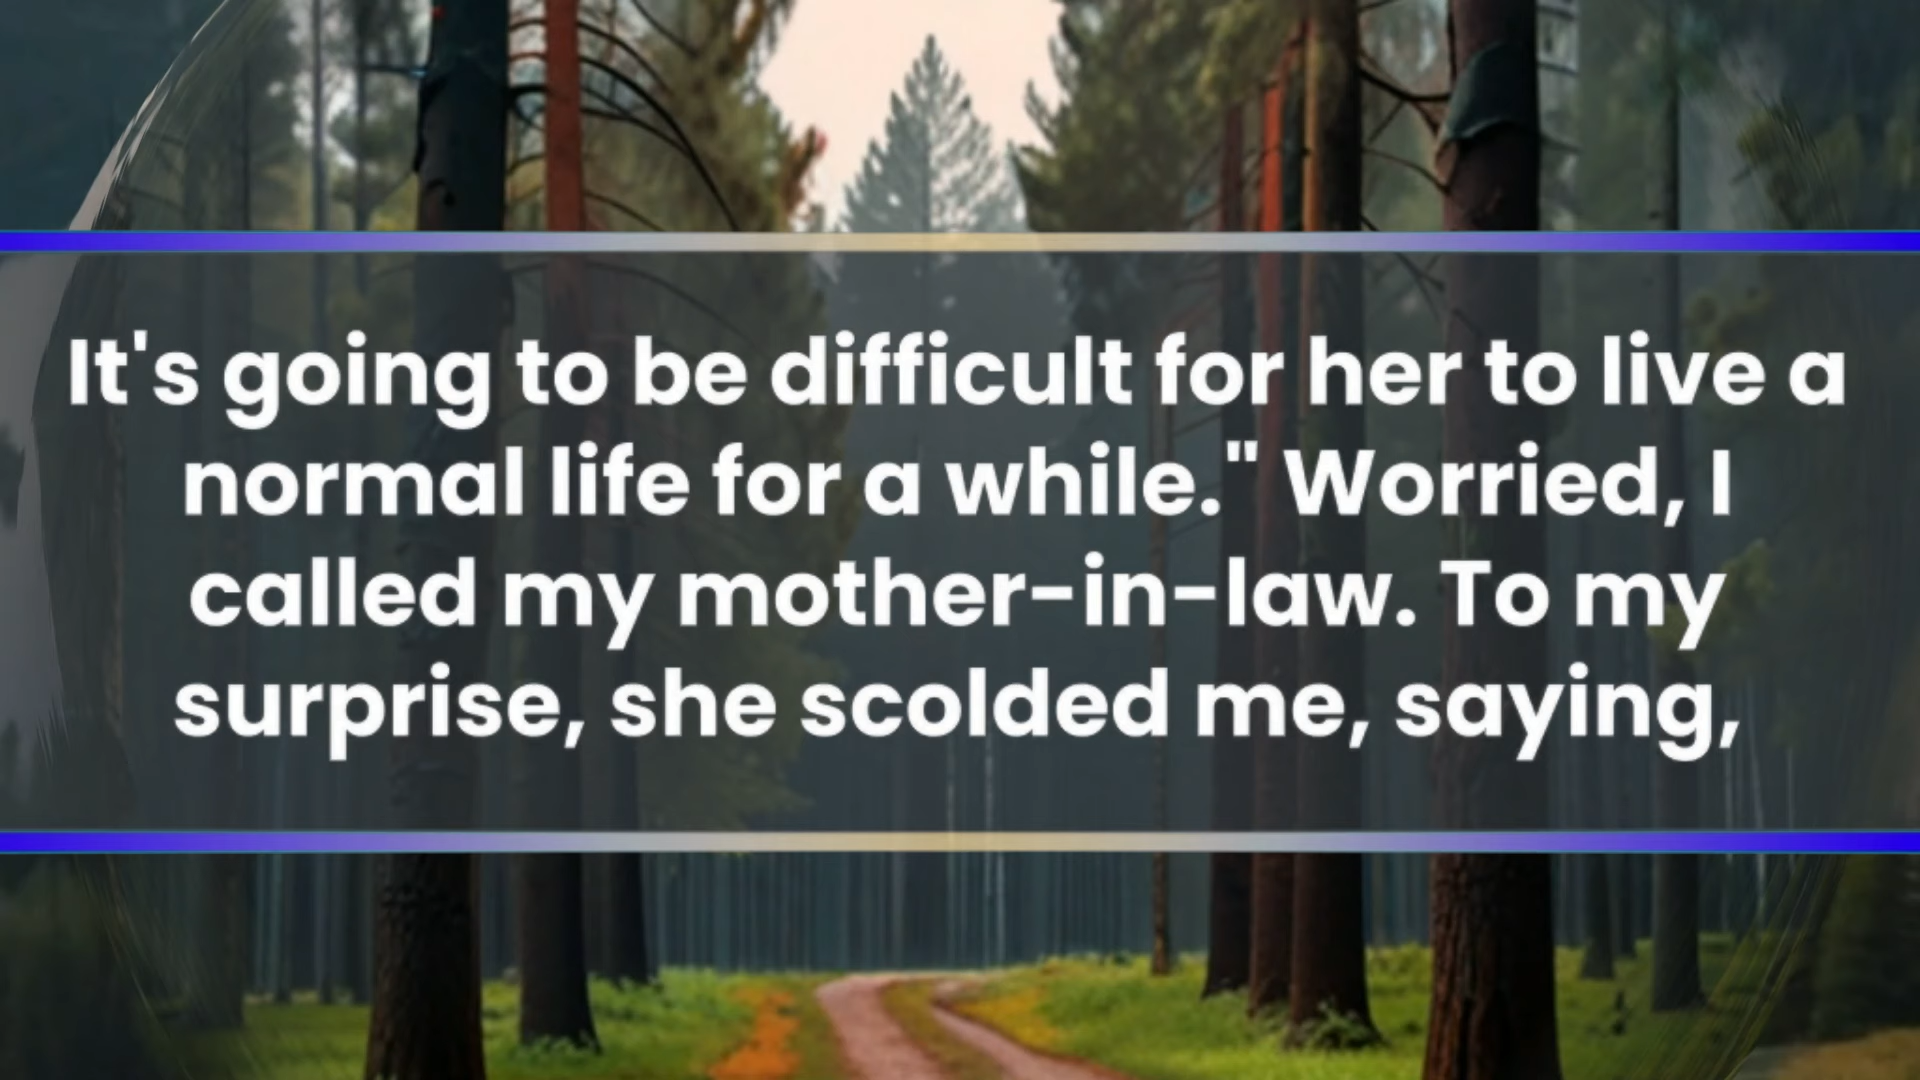 It's going to be difficult for her to live a
normal life for a while." Worried, I
called my mother-in-law. To my
surprise, she scolded me, saying,